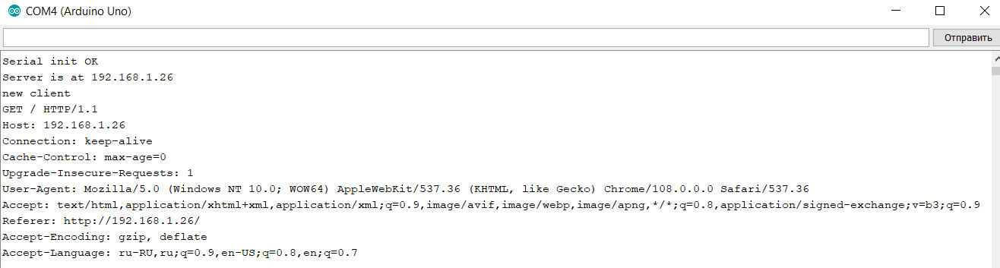 COM4 (Arduino Uno)
Отправить
Serial init OK
Server is at 192.168.1.26
new client
GET / HTTP/1.1
Host: 192.168.1.26
Connection: keep-alive
Cache-Control: max-age=0
Upgrade-Insecure-Requests: 1
User-Agent: Mozilla/5.0 (Windows NT 10.0; WOW64) AppleWebKit/537.36 (KHTML, like Gecko) Chrome/108.0.0.0 Safari/537.36
Accept: text/html,application/xhtml+xml,application/xml;q=0.9,image/avif,image/webp,image/apng,*/*;q=0.8,application/signed-exchange;v=b3;q=0.9
Referer: http://192.168.1.26/
Accept-Encoding: gzip, deflate
Accept-Language: ru-RU,ru;q=0.9,en-US;q=0.8,en;q=0.7